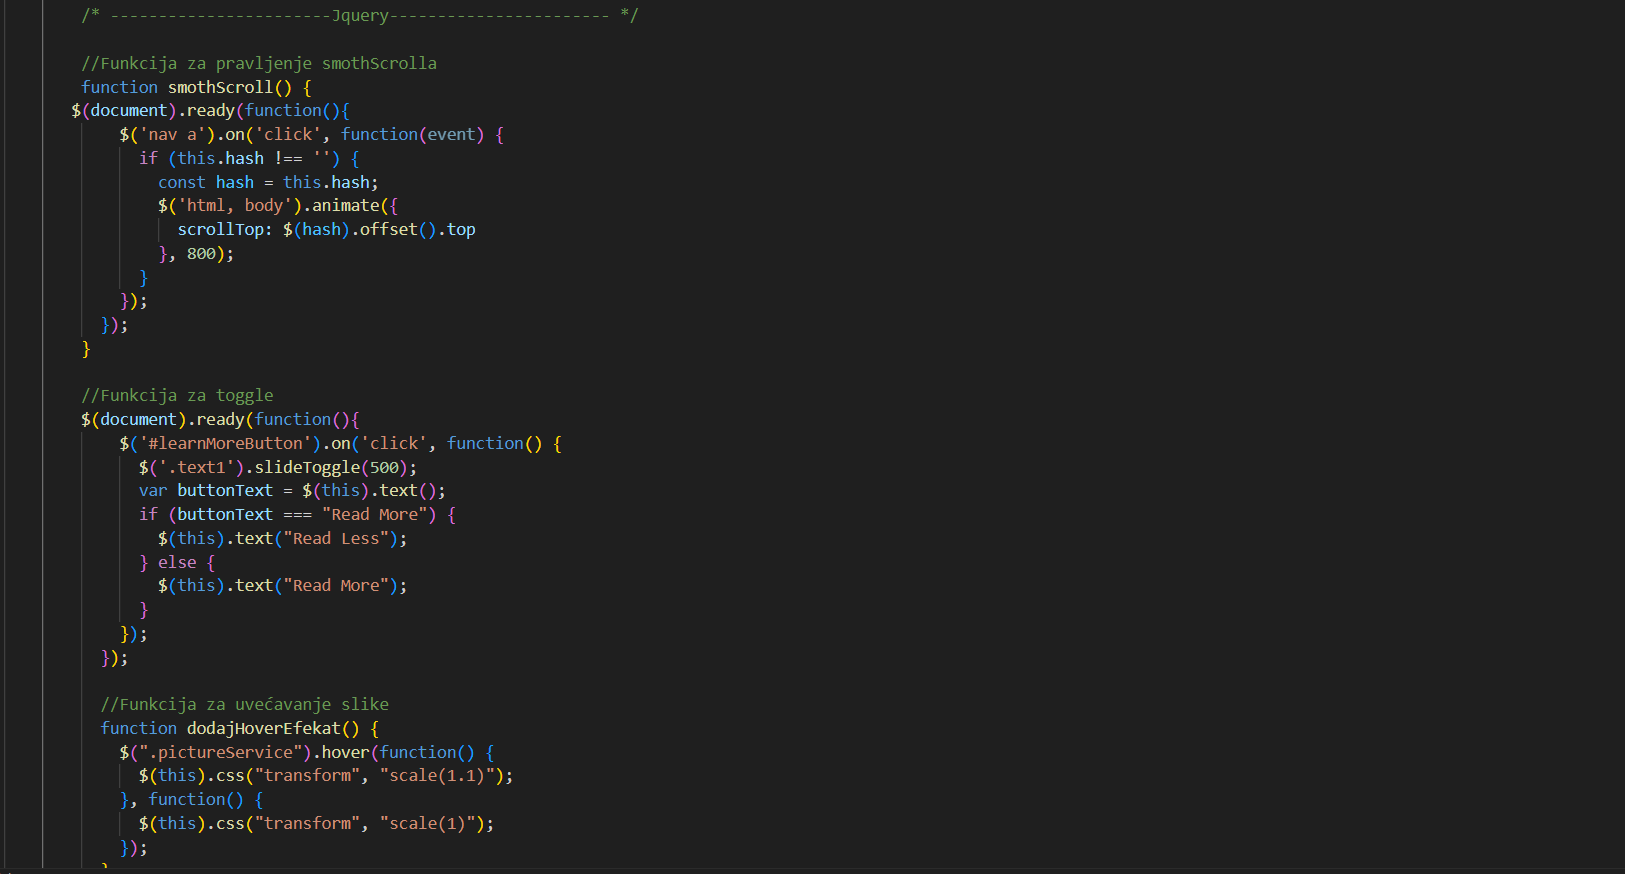 /* -----------------------Jquery----------------------- */
//Funkcija za pravljenje smothScrolla
function smothScroll() {
$(document).ready(function(){
$('nav a').on('click', function(event) {
if (this.hash !== '') {
const hash = this.hash;
$('html, body').animate({
scrollTop: $(hash).offset().top
}, 800);
}
});
});
}
//Funkcija za toggle
$(document).ready(function(){
$('#learnMoreButton').on('click', function() {
$('.text1').slideToggle(500);
var buttonText = $(this).text();
if (buttonText === "Read More") {
$(this).text("Read Less");
} else {
$(this).text("Read More");
}
});
});
//Funkcija za uvećavanje slike
function dodajHoverEfekat() {
$(".pictureService").hover(function() {
$(this).css("transform", "scale(1.1)");
}, function() {
$(this).css("transform", "scale(1)");
});
}